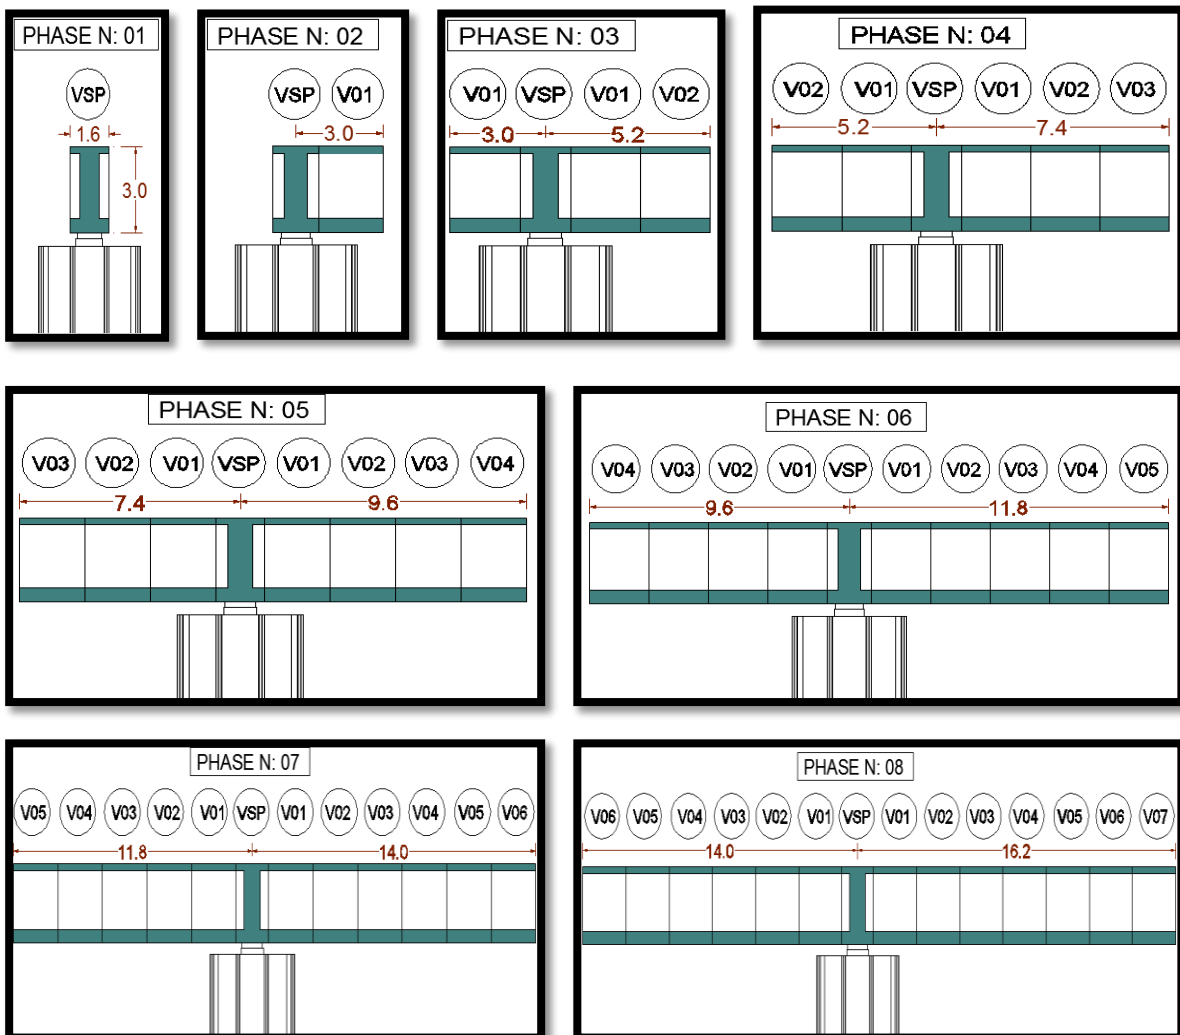 PHASE N: 01
VSP
1.6
3.0
PHASE N: 02
VSP V01
3.0
PHASE N: 03
V01 VSP V01 V02
3.0 5.2
PHASE N: 04
V02 V01 VSP V01 V02 V03
5.2 7.4
PHASE N: 05
V03 V02 V01 VSP V01 V02 V03 V04
7.4 9.6
PHASE N: 06
V04 V03 V02 V01 VSP V01 V02 V03 V04 V05
9.6 11.8
PHASE N: 07
V05 V04 V03 V02 V01 VSP V01 V02 V03 V04 V05 V06
11.8 14.0
PHASE N: 08
V06 V05 V04 V03 V02 V01 VSP V01 V02 V03 V04 V05 V06 V07
14.0 16.2